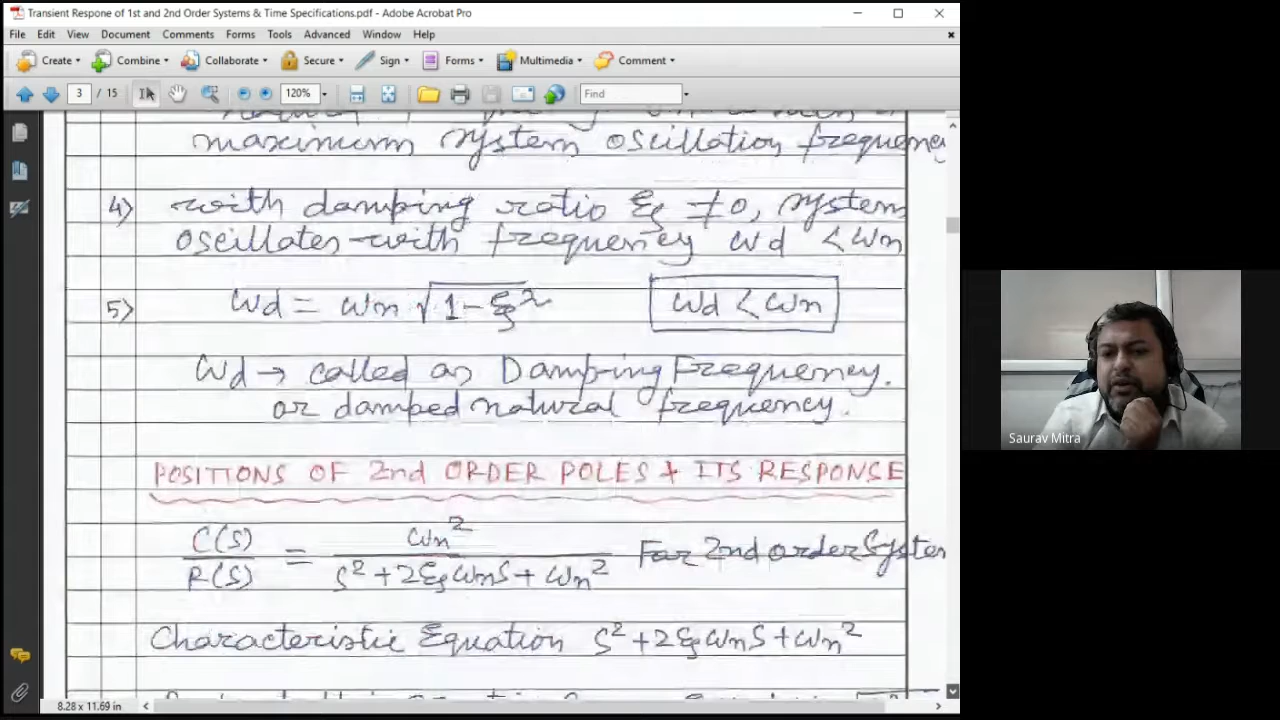 Transient Respone of 1st and 2nd Order Systems & Time Specifications.pdf - Adobe Acrobat Pro
File Edit View Document Comments Forms Tools Advanced Window Help
Create Combine Collaborate Secure Sign Forms Multimedia Comment
3 / 15 120% Find
maximum system oscillation frequency
4) with damping ratio ξ ≠ 0, system
oscillates with frequency ωd < ωn
5) ωd = ωn √1-ξ² ωd < ωn
ωd → called as Damping Frequency.
or damped natural frequency.
POSITIONS OF 2nd ORDER POLES & ITS RESPONSE
C(S)/R(S) = ωn²/S²+2ξωnS+ωn² For 2nd order System
Characteristic Equation S²+2ξωnS+ωn²
8.28 x 11.69 in
Saurav Mitra